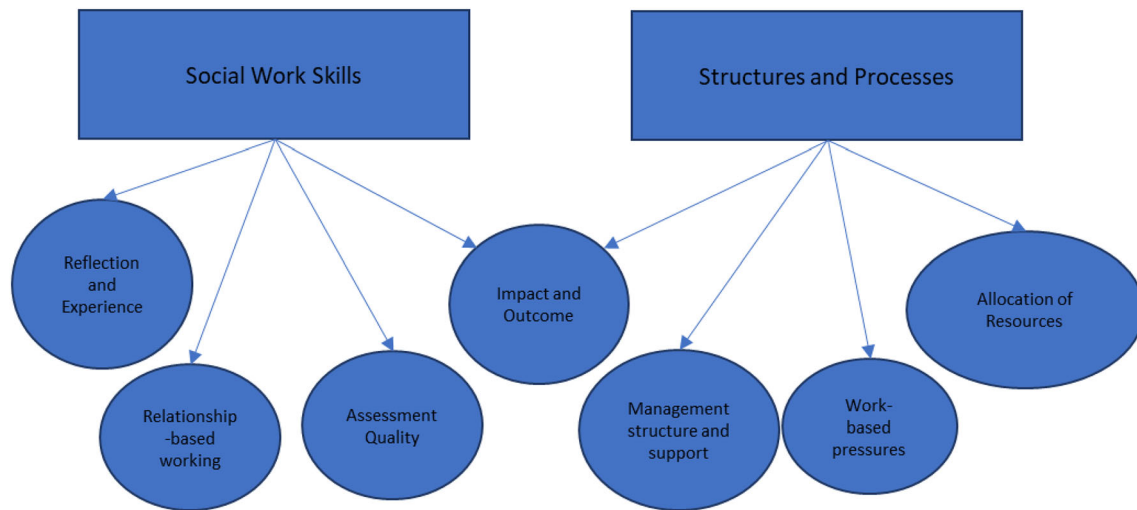 Social Work Skills
Structures and Processes
Reflection
and
Experience
Impact and
Outcome
Allocation of
Resources
Relationship
-based
working
Assessment
Quality
Management
structure and
support
Work-
based
pressures